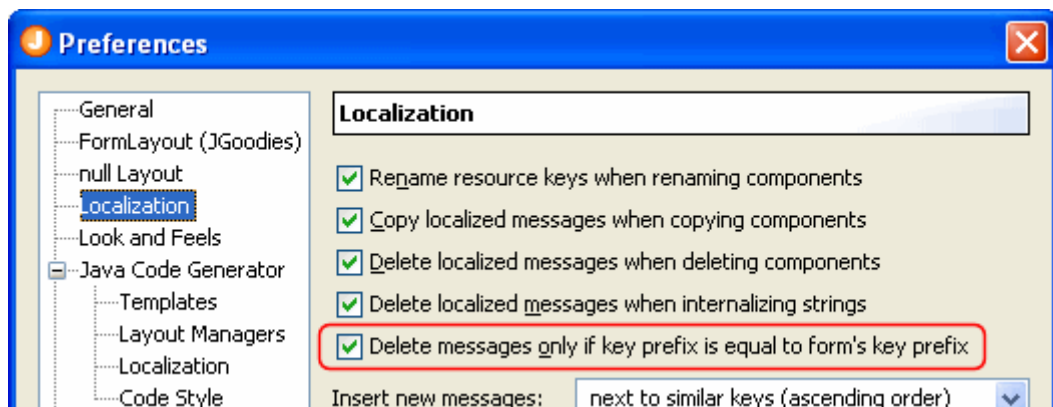 Preferences
General
FormLayout (JGoodies)
null Layout
Localization
Look and Feels
Java Code Generator
Templates
Layout Managers
Localization
Code Style
Localization
Rename resource keys when renaming components
Copy localized messages when copying components
Delete localized messages when deleting components
Delete localized messages when internalizing strings
Delete messages only if key prefix is equal to form's key prefix
Insert new messages: next to similar keys (ascending order)